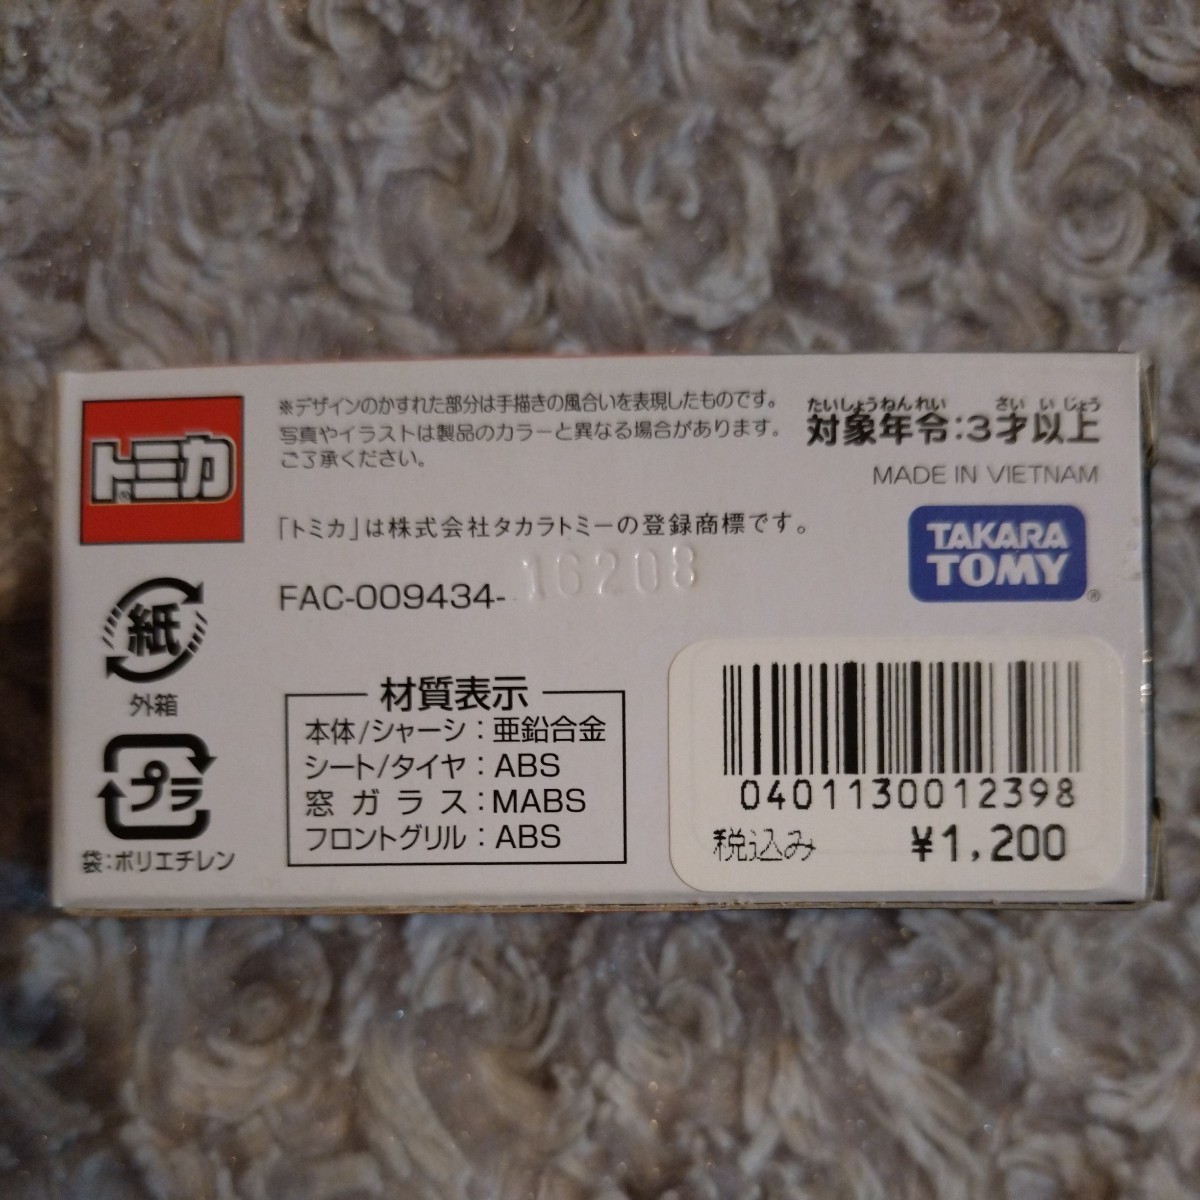 トミカ
※デザインのかすれた部分は手描きの風合いを表現したものです。
写真やイラストは製品のカラーと異なる場合があります。
ご了承ください。
たいしょうねんれい さい いじょう
対象年令:3才以上
MADE IN VIETNAM
「トミカ」は株式会社タカラトミーの登録商標です。
TAKARA
TOMY
®
FAC-009434-16208
紙
外箱
プラ
袋:ポリエチレン
材質表示
本体/シャーシ:亜鉛合金
シート/タイヤ:ABS
窓ガラス:MABS
フロントグリル:ABS
0401130012398
税込み ¥1,200